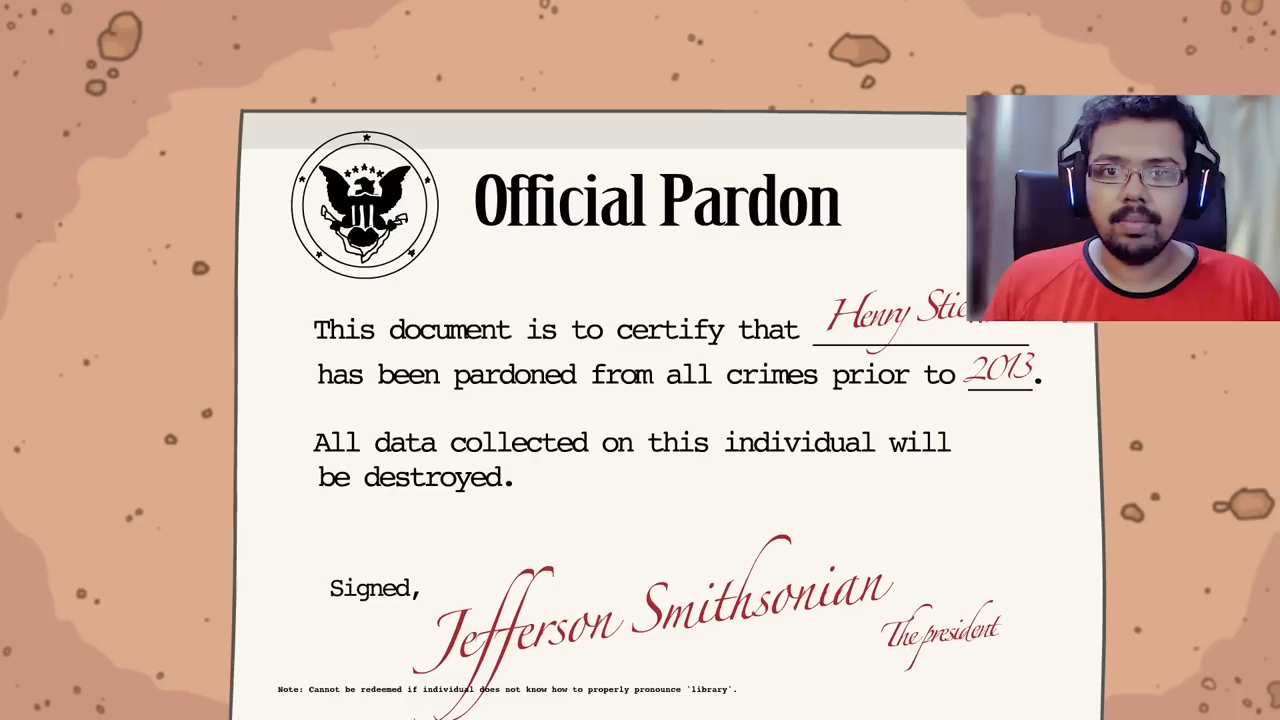 Official Pardon
This document is to certify that Henry
has been pardoned from all crimes prior to 2013.
All data collected on this individual will
be destroyed.
Signed,
Jefferson Smithsonian
The president
Note: Cannot be redeemed if individual does not know how to properly pronounce 'library'.